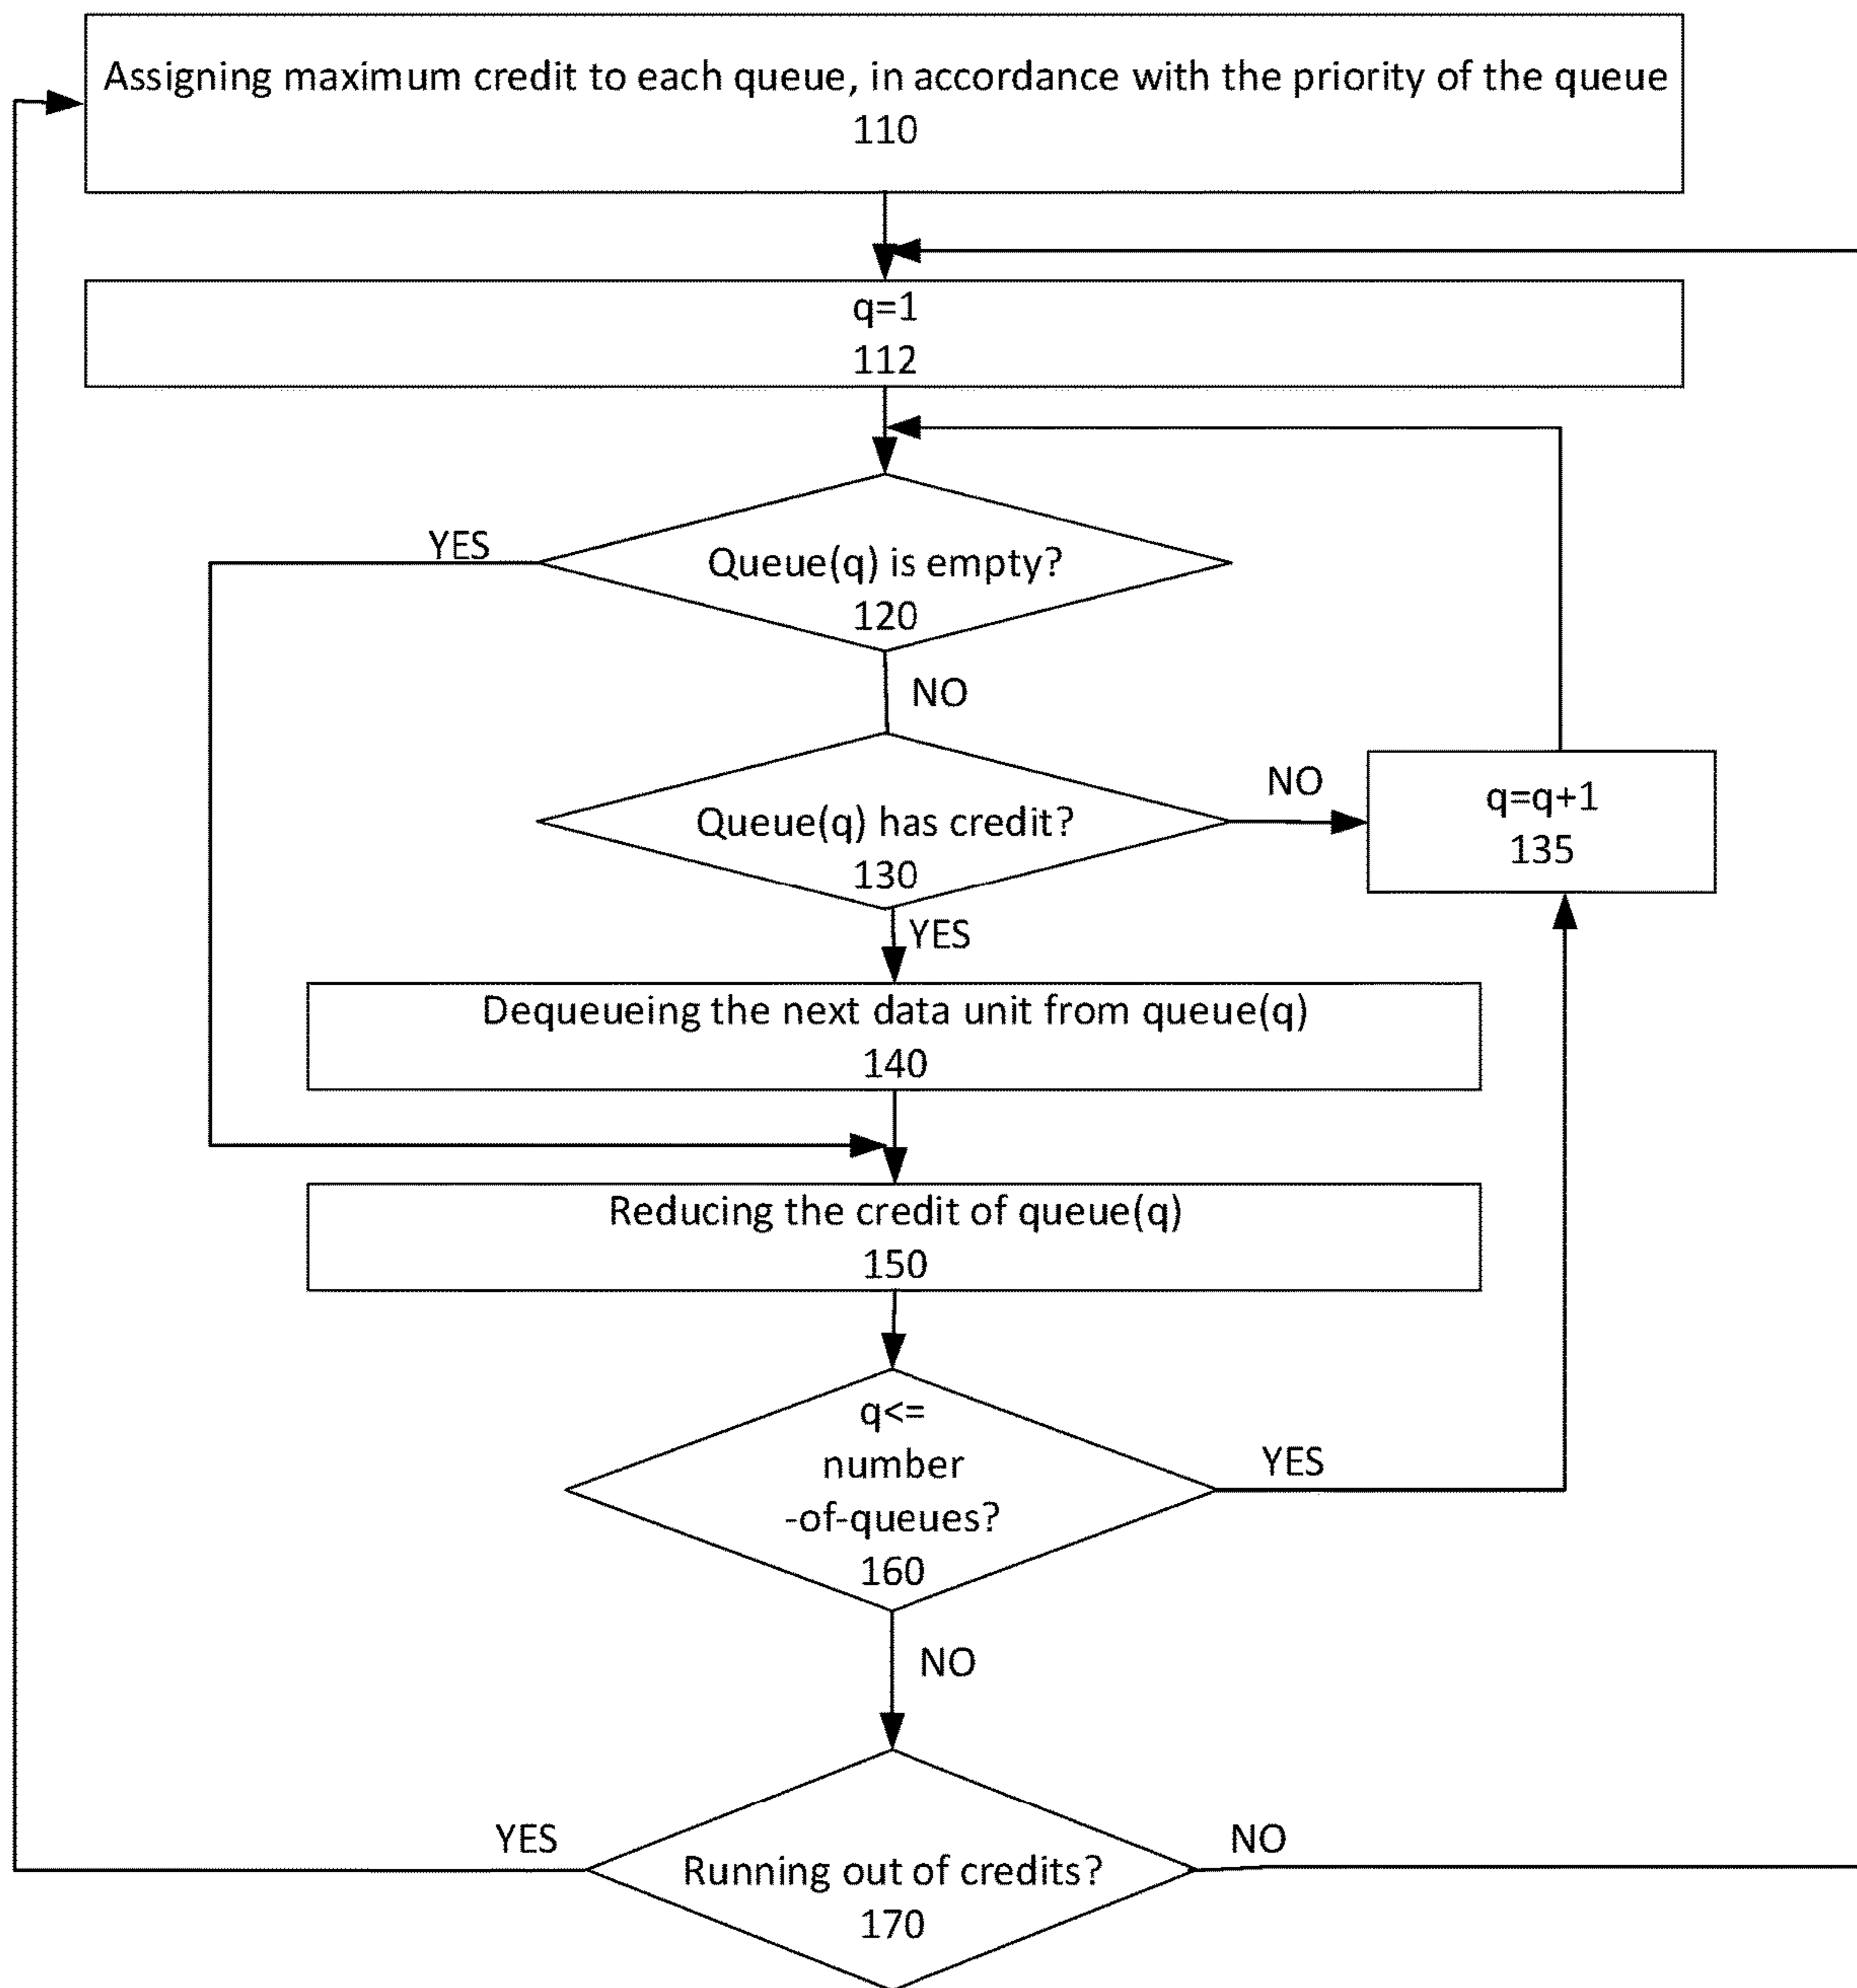 Assigning maximum credit to each queue, in accordance with the priority of the queue
110
q=1
112
YES
Queue(q) is empty?
120
NO
Queue(q) has credit?
130
NO
q=q+1
135
YES
Dequeueing the next data unit from queue(q)
140
Reducing the credit of queue(q)
150
q<=
number
-of-queues?
160
YES
NO
YES
Running out of credits?
170
NO